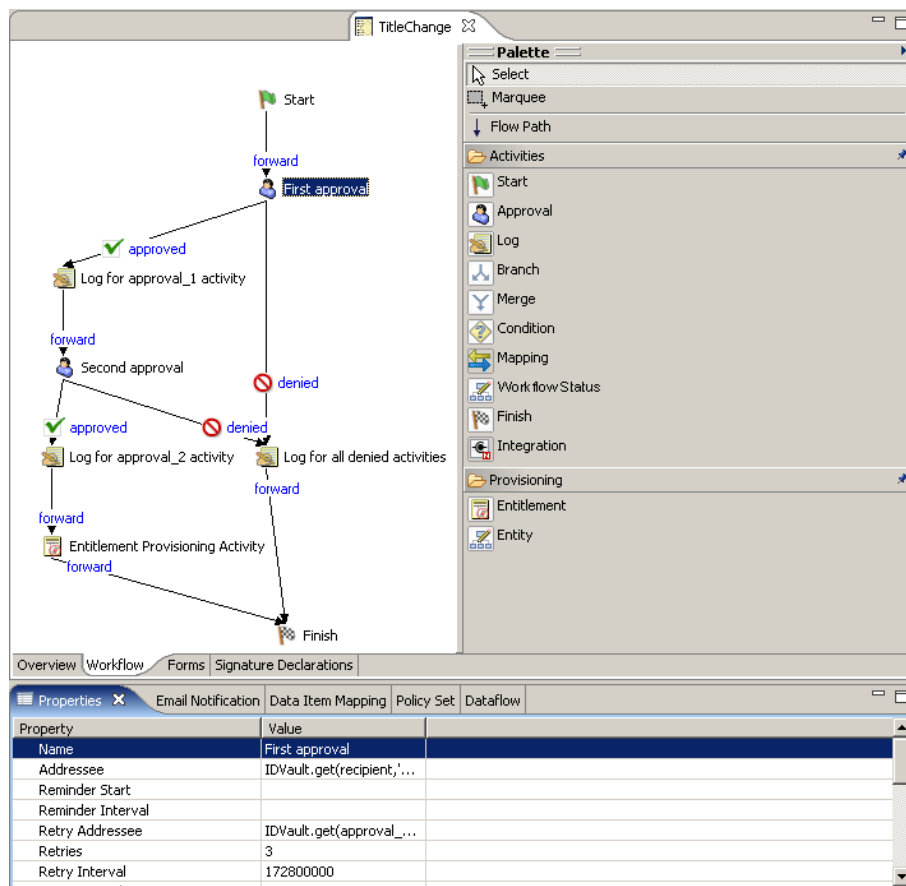 TitleChange
Start
forward
First approval
approved
Log for approval_1 activity
forward
Second approval
denied
approved
denied
Log for approval_2 activity
Log for all denied activities
forward
forward
Entitlement Provisioning Activity
forward
Finish
Palette
Select
Marquee
Flow Path
Activities
Start
Approval
Log
Branch
Merge
Condition
Mapping
Workflow Status
Finish
Integration
Provisioning
Entitlement
Entity
Overview Workflow Forms Signature Declarations
Properties Email Notification Data Item Mapping Policy Set Dataflow
Property Value
Name First approval
Addressee IDVault.get(recipient,'...
Reminder Start
Reminder Interval
Retry Addressee IDVault.get(approval_...
Retries 3
Retry Interval 172800000